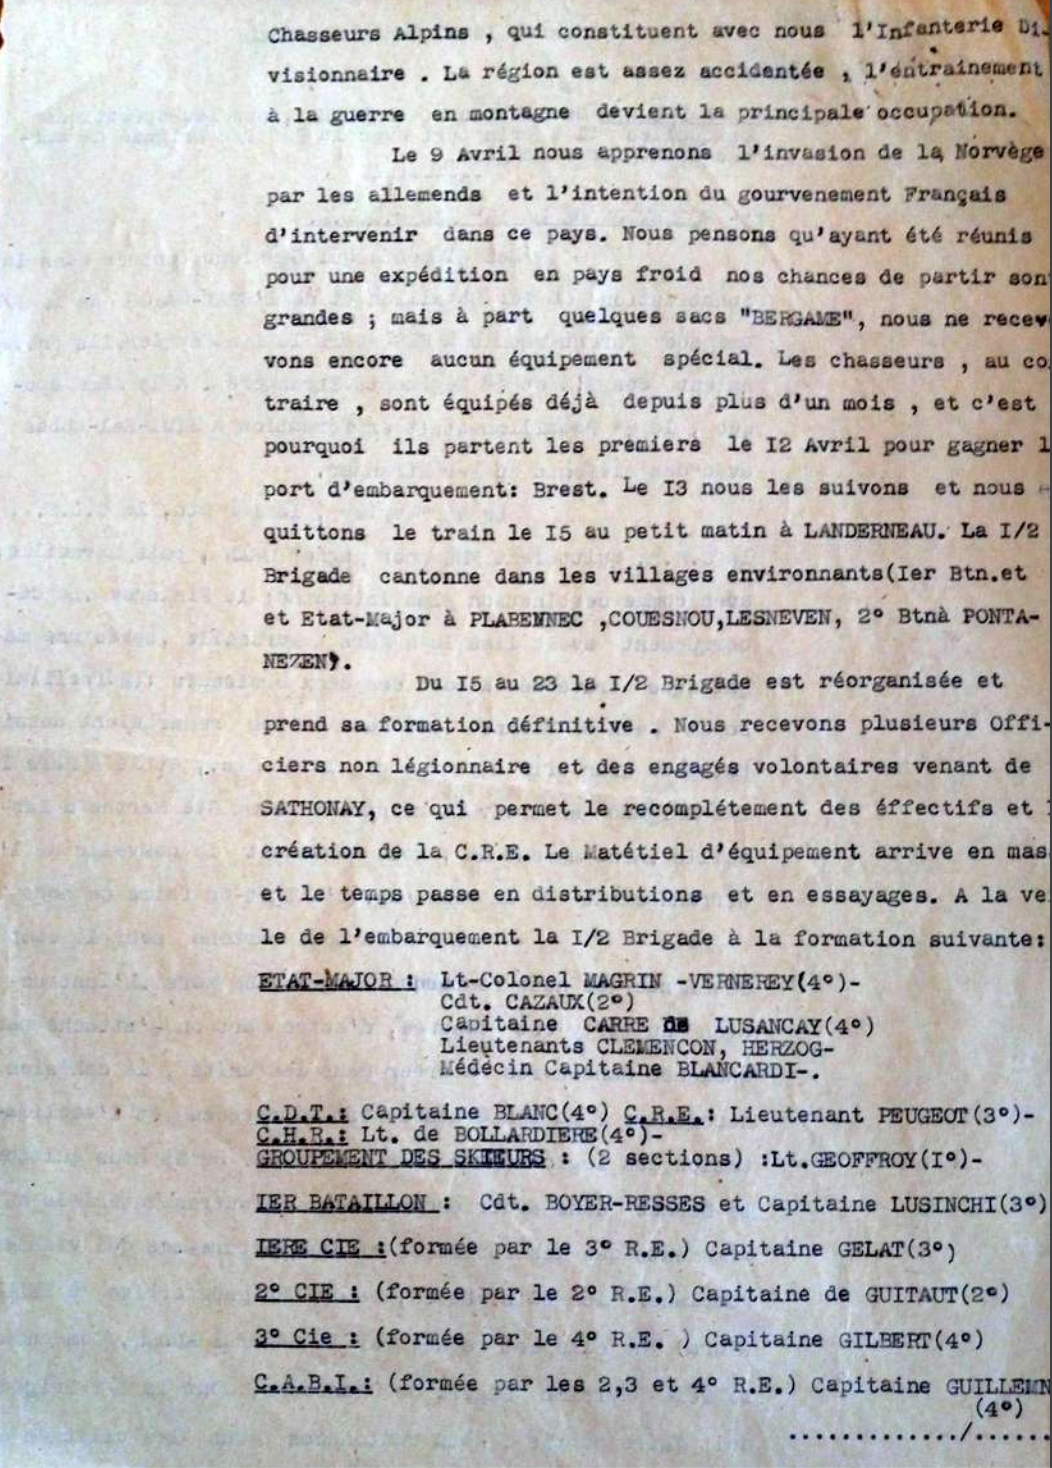 Chasseurs Alpins , qui constituent avec nous l'Infanterie Di-
visionnaire . La région est assez accidentée , l'éntrainement
à la guerre en montagne devient la principale occupation.
Le 9 Avril nous apprenons l'invasion de la Norvège
par les allemends et l'intention du gourvenement Français
d'intervenir dans ce pays. Nous pensons qu'ayant été réunis
pour une expédition en pays froid nos chances de partir son
grandes ; mais à part quelques sacs "BERGAME", nous ne recev
vons encore aucun équipement spécial. Les chasseurs , au co
traire , sont équipés déjà depuis plus d'un mois , et c'est
pourquoi ils partent les premiers le I2 Avril pour gagner l
port d'embarquement: Brest. Le I3 nous les suivons et nous
quittons le train le I5 au petit matin à LANDERNEAU. La I/2
Brigade cantonne dans les villages environnants(Ier Btn.et
et Etat-Major à PLABENNEC ,COUESNOU,LESNEVEN, 2° Btnà PONTA-
NEZEN).
Du I5 au 23 la I/2 Brigade est réorganisée et
prend sa formation définitive . Nous recevons plusieurs Offi-
ciers non légionnaire et des engagés volontaires venant de
SATHONAY, ce qui permet le recomplétement des éffectifs et l
création de la C.R.E. Le Matétiel d'équipement arrive en mas
et le temps passe en distributions et en essayages. A la ve
le de l'embarquement la I/2 Brigade à la formation suivante:
ETAT-MAJOR : Lt-Colonel MAGRIN -VERNEREY(4°)-
Cdt. CAZAUX(2°)
Capitaine CARRE de LUSANCAY(4°)
Lieutenants CLEMENCON, HERZOG-
Médécin Capitaine BLANCARDI-.
C.D.T.: Capitaine BLANC(4°) C.R.E.: Lieutenant PEUGEOT(3°)-
C.H.R.: Lt. de BOLLARDIERE(4°)-
GROUPEMENT DES SKIEURS : (2 sections) :Lt.GEOFFROY(I°)-
IER BATAILLON : Cdt. BOYER-RESSES et Capitaine LUSINCHI(3°)
IERE CIE :(formée par le 3° R.E.) Capitaine GELAT(3°)
2° CIE : (formée par le 2° R.E.) Capitaine de GUITAUT(2°)
3° Cie : (formée par le 4° R.E. ) Capitaine GILBERT(4°)
C.A.B.I.: (formée par les 2,3 et 4° R.E.) Capitaine GUILLEMN
(4°)
............./......